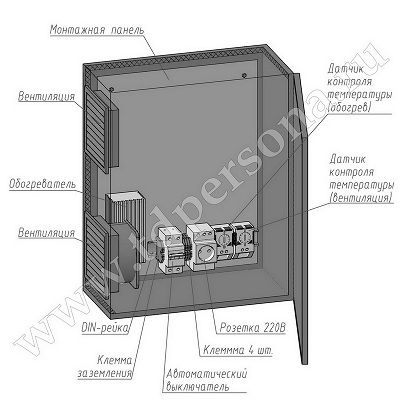 Монтажная панель
Датчик
контроля
температуры
(обогрев)
Вентиляция
Датчик
контроля
температуры
(вентиляция)
Обогреватель
Вентиляция
DIN-рейка
Розетка 220В
Клеммма 4 шт.
Клемма
заземления
Автоматический
выключатель
www.tdpersona.ru